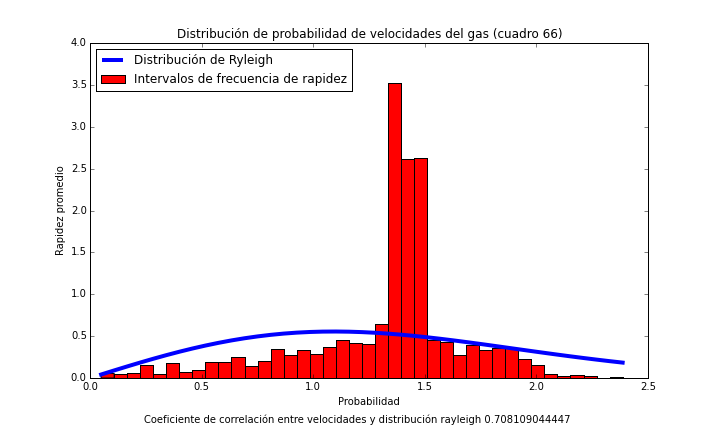 Distribución de probabilidad de velocidades del gas (cuadro 66)
Distribución de Ryleigh
Intervalos de frecuencia de rapidez
4.0
3.5
3.0
2.5
2.0
1.5
1.0
0.5
0.0
Rapidez promedio
0.0 0.5 1.0 1.5 2.0 2.5
Probabilidad
Coeficiente de correlación entre velocidades y distribución rayleigh 0.708109044447